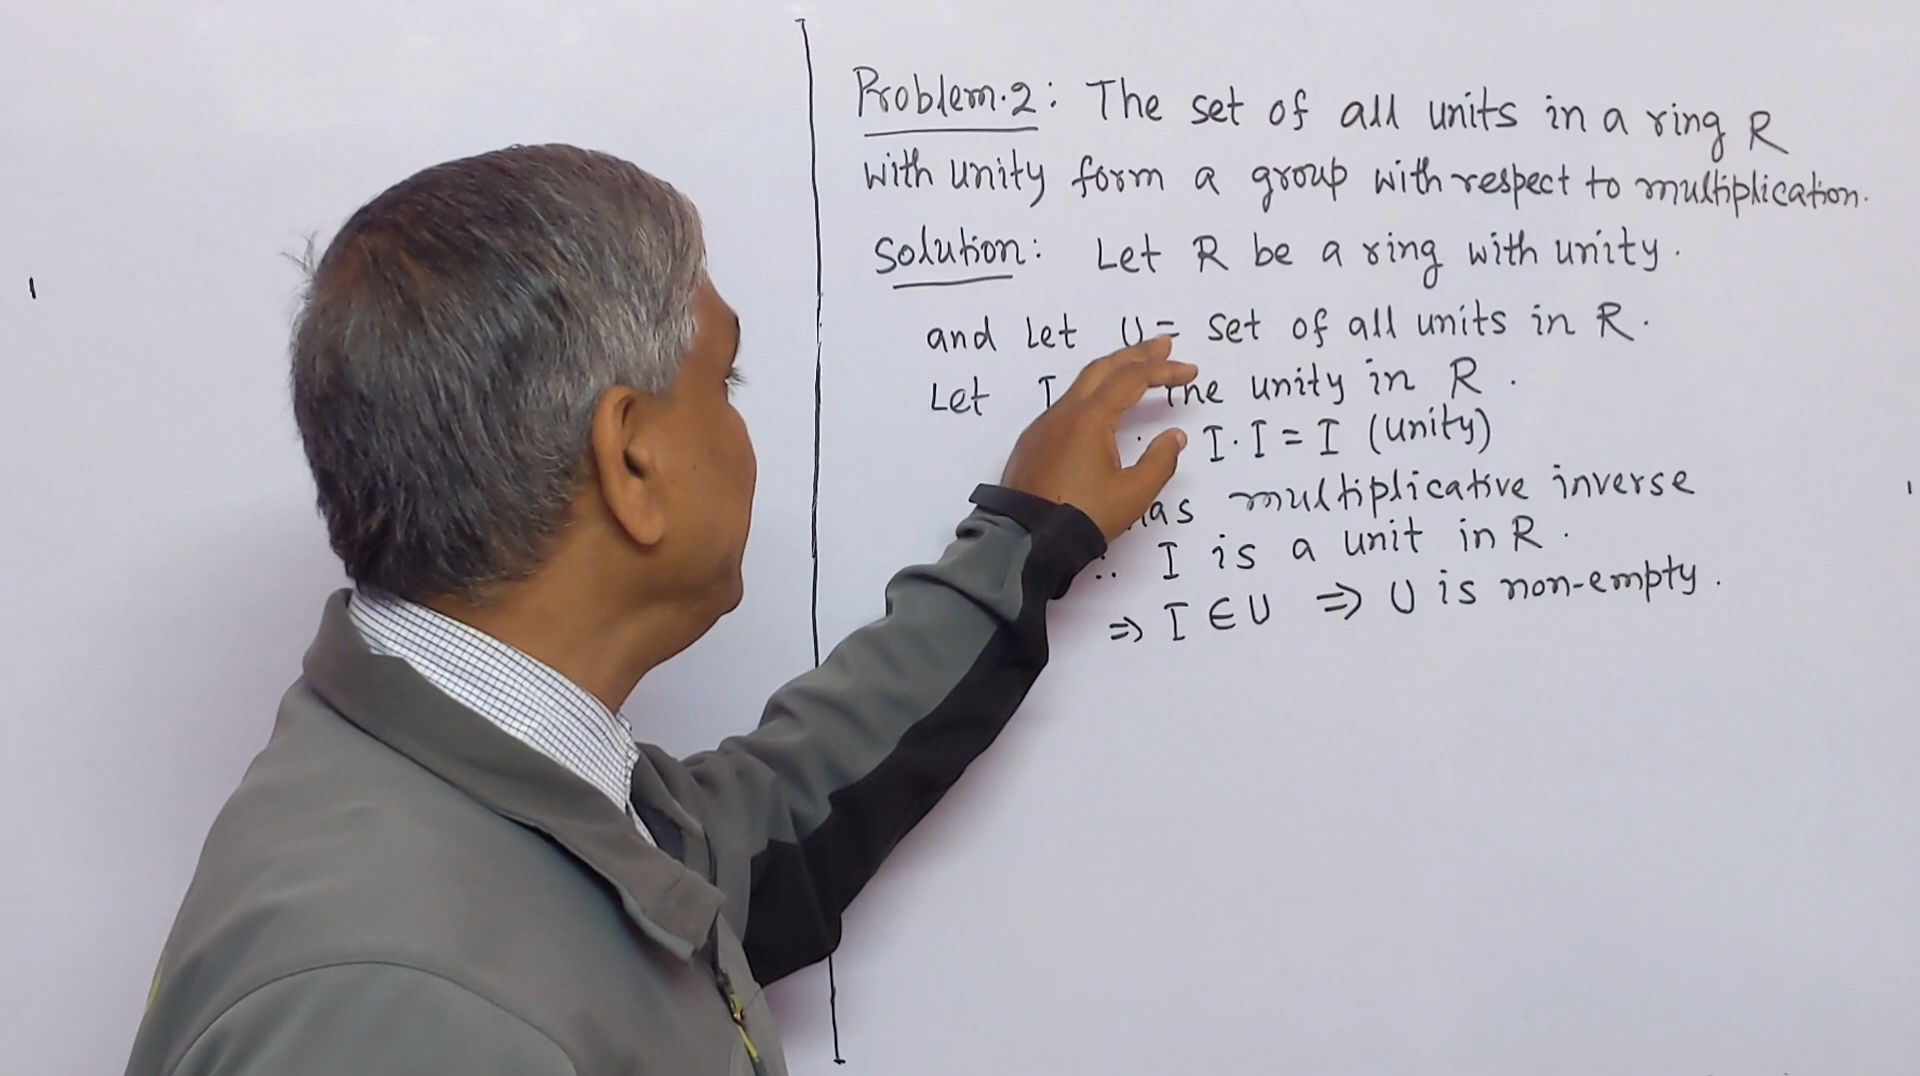 Problem.2: The set of all units in a ring R
with unity form a group with respect to multiplication.
Solution: Let R be a ring with unity.
and Let U = set of all units in R.
Let I the unity in R.
I.I = I (unity)
has multiplicative inverse
∴ I is a unit in R.
⇒ I ∈ U ⇒ U is non-empty.